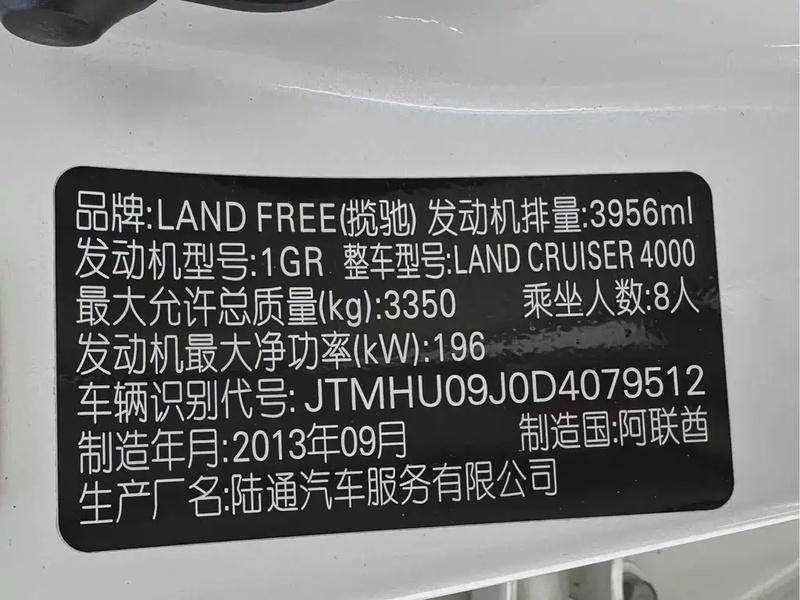 品牌:LAND FREE(揽驰) 发动机排量:3956ml
发动机型号:1GR 整车型号:LAND CRUISER 4000
最大允许总质量(kg):3350 乘坐人数:8人
发动机最大净功率(kW):196
车辆识别代号:JTMHU09J0D4079512
制造年月:2013年09月 制造国:阿联酋
生产厂名:陆通汽车服务有限公司